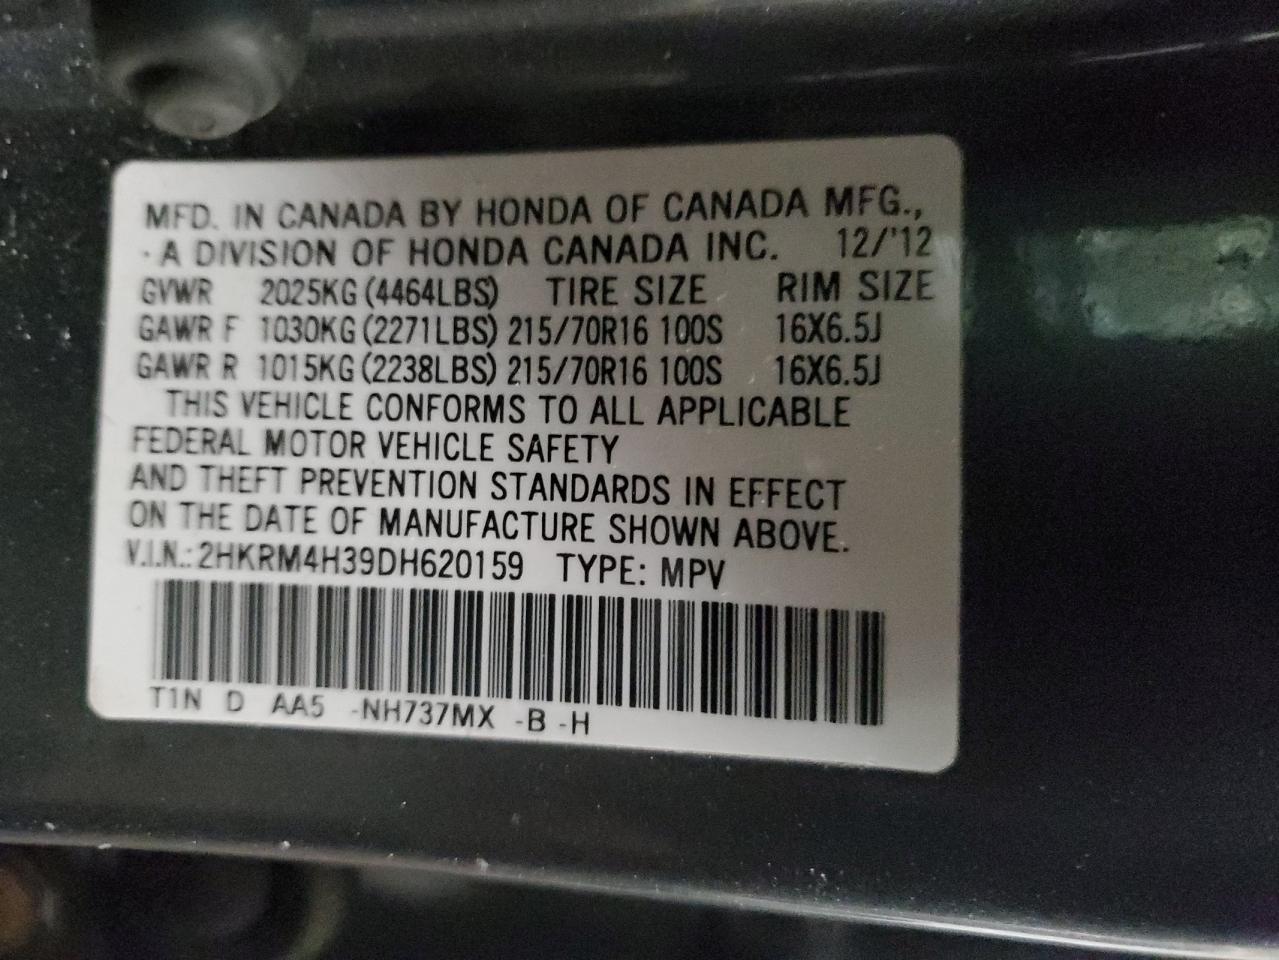 MFD. IN CANADA BY HONDA OF CANADA MFG.,
·A DIVISION OF HONDA CANADA INC. 12/'12
GVWR 2025KG (4464LBS) TIRE SIZE RIM SIZE
GAWR F 1030KG (2271LBS) 215/70R16 100S 16X6.5J
GAWR R 1015KG (2238LBS) 215/70R16 100S 16X6.5J
THIS VEHICLE CONFORMS TO ALL APPLICABLE
FEDERAL MOTOR VEHICLE SAFETY
AND THEFT PREVENTION STANDARDS IN EFFECT
ON THE DATE OF MANUFACTURE SHOWN ABOVE.
V.I.N.: 2HKRM4H39DH620159 TYPE: MPV
T1N D AA5 -NH737MX -B -H